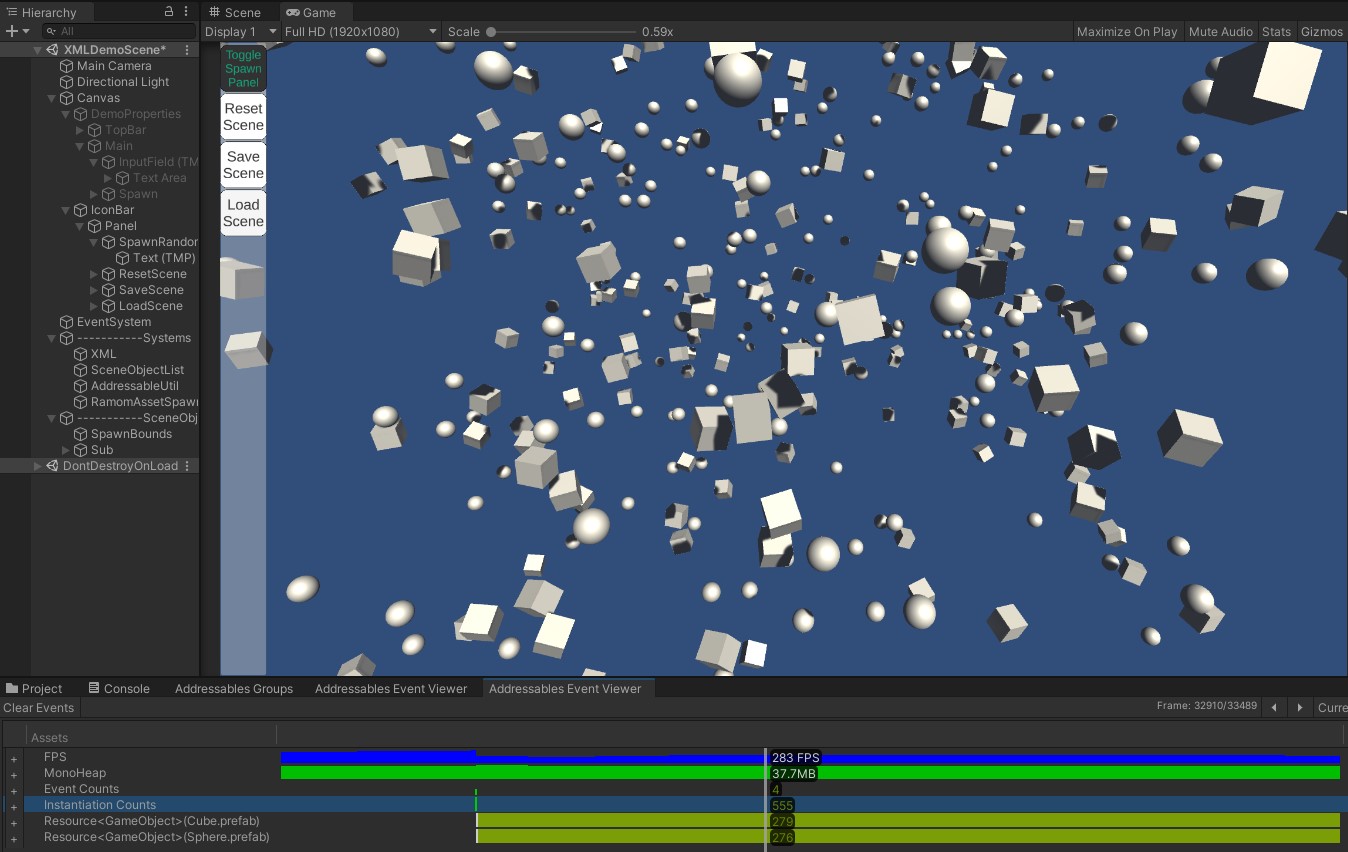 Hierarchy
Scene
Game
All
Display 1
Full HD (1920x1080)
Scale
0.59x
Maximize On Play
Mute Audio
Stats
Gizmos
XMLDemoScene*
Main Camera
Directional Light
Canvas
DemoProperties
TopBar
Main
InputField (TM
Text Area
Spawn
IconBar
Panel
SpawnRandor
Text (TMP)
ResetScene
SaveScene
LoadScene
EventSystem
-----------Systems
XML
SceneObjectList
AddressableUtil
RamomAssetSpawn
-----------SceneObj
SpawnBounds
Sub
DontDestroyOnLoad
Toggle
Spawn
Panel
Reset
Scene
Save
Scene
Load
Scene
Project
Console
Addressables Groups
Addressables Event Viewer
Addressables Event Viewer
Clear Events
Frame: 32910/33489
Curre
Assets
FPS
283 FPS
MonoHeap
37.7MB
Event Counts
4
Instantiation Counts
555
Resource<GameObject>(Cube.prefab)
279
Resource<GameObject>(Sphere.prefab)
276